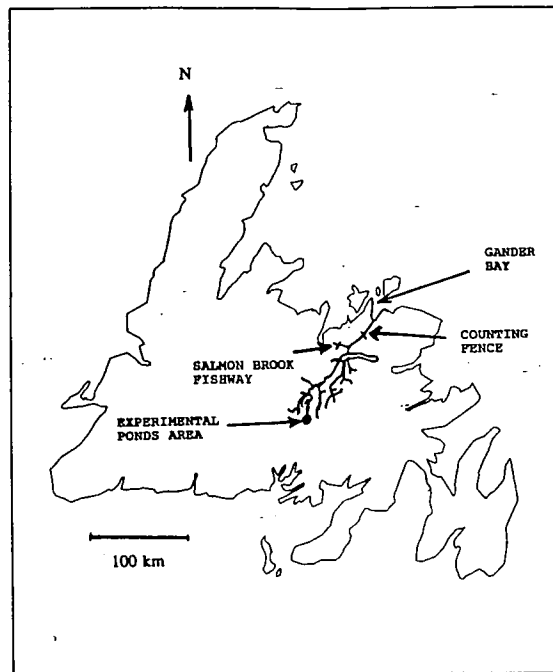 N
GANDER
BAY
COUNTING
FENCE
SALMON BROOK
FISHWAY
EXPERIMENTAL
PONDS AREA
100 km